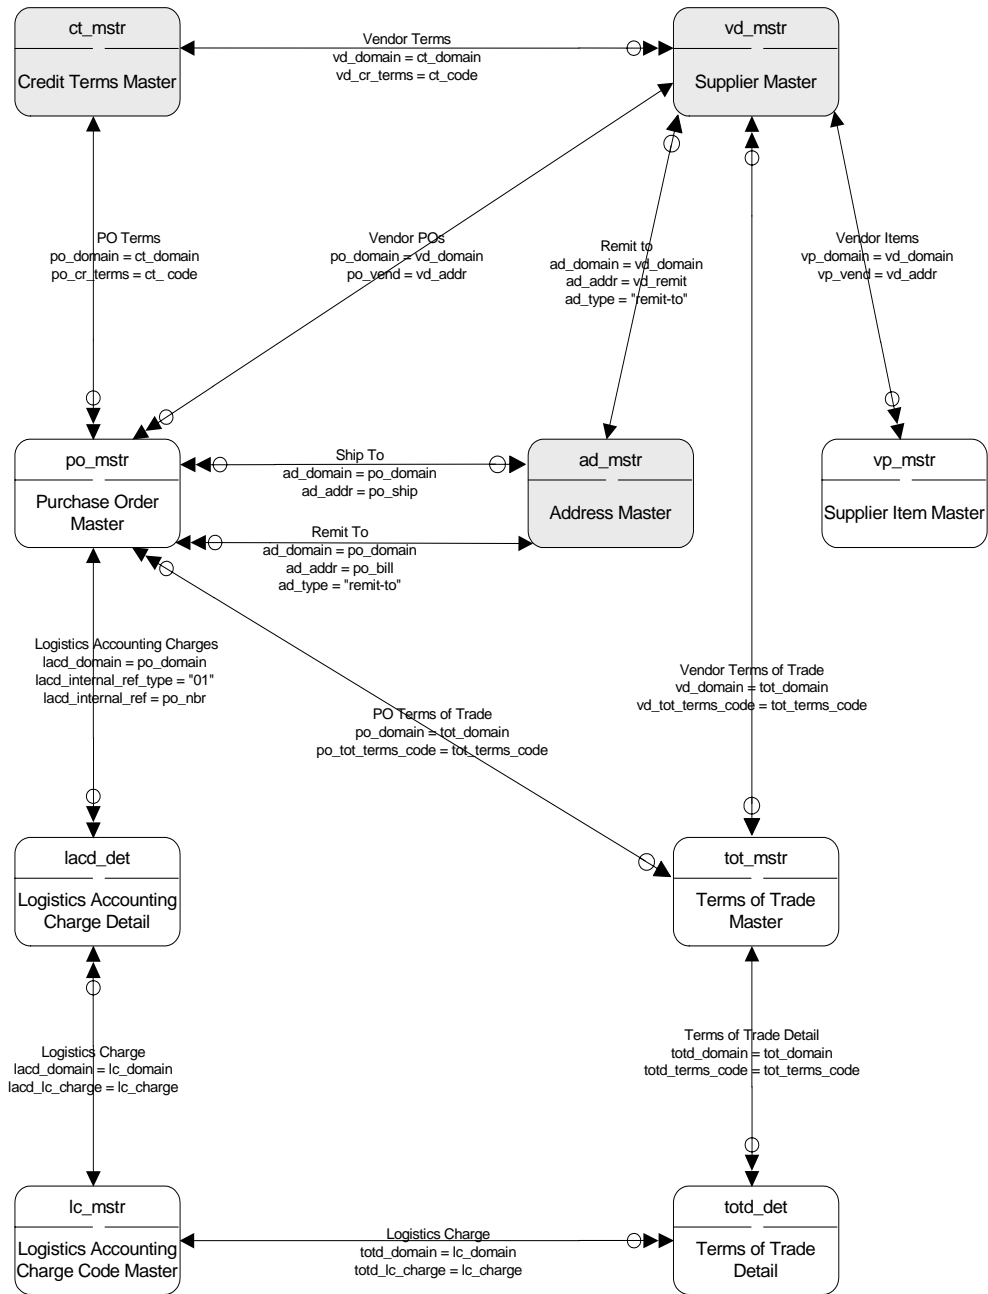 ct_mstr
Credit Terms Master
Vendor Terms
vd_domain = ct_domain
vd_cr_terms = ct_code
vd_mstr
Supplier Master
PO Terms
po_domain = ct_domain
po_cr_terms = ct_ code
Vendor POs
po_domain = vd_domain
po_vend = vd_addr
Remit to
ad_domain = vd_domain
ad_addr = vd_remit
ad_type = "remit-to"
Vendor Items
vp_domain = vd_domain
vp_vend = vd_addr
po_mstr
Purchase Order
Master
Ship To
ad_domain = po_domain
ad_addr = po_ship
Remit To
ad_domain = po_domain
ad_addr = po_bill
ad_type = "remit-to"
ad_mstr
Address Master
vp_mstr
Supplier Item Master
Logistics Accounting Charges
lacd_domain = po_domain
lacd_internal_ref_type = "01"
lacd_internal_ref = po_nbr
PO Terms of Trade
po_domain = tot_domain
po_tot_terms_code = tot_terms_code
Vendor Terms of Trade
vd_domain = tot_domain
vd_tot_terms_code = tot_terms_code
lacd_det
Logistics Accounting
Charge Detail
tot_mstr
Terms of Trade
Master
Logistics Charge
lacd_domain = lc_domain
lacd_lc_charge = lc_charge
Terms of Trade Detail
totd_domain = tot_domain
totd_terms_code = tot_terms_code
lc_mstr
Logistics Accounting
Charge Code Master
Logistics Charge
totd_domain = lc_domain
totd_lc_charge = lc_charge
totd_det
Terms of Trade
Detail